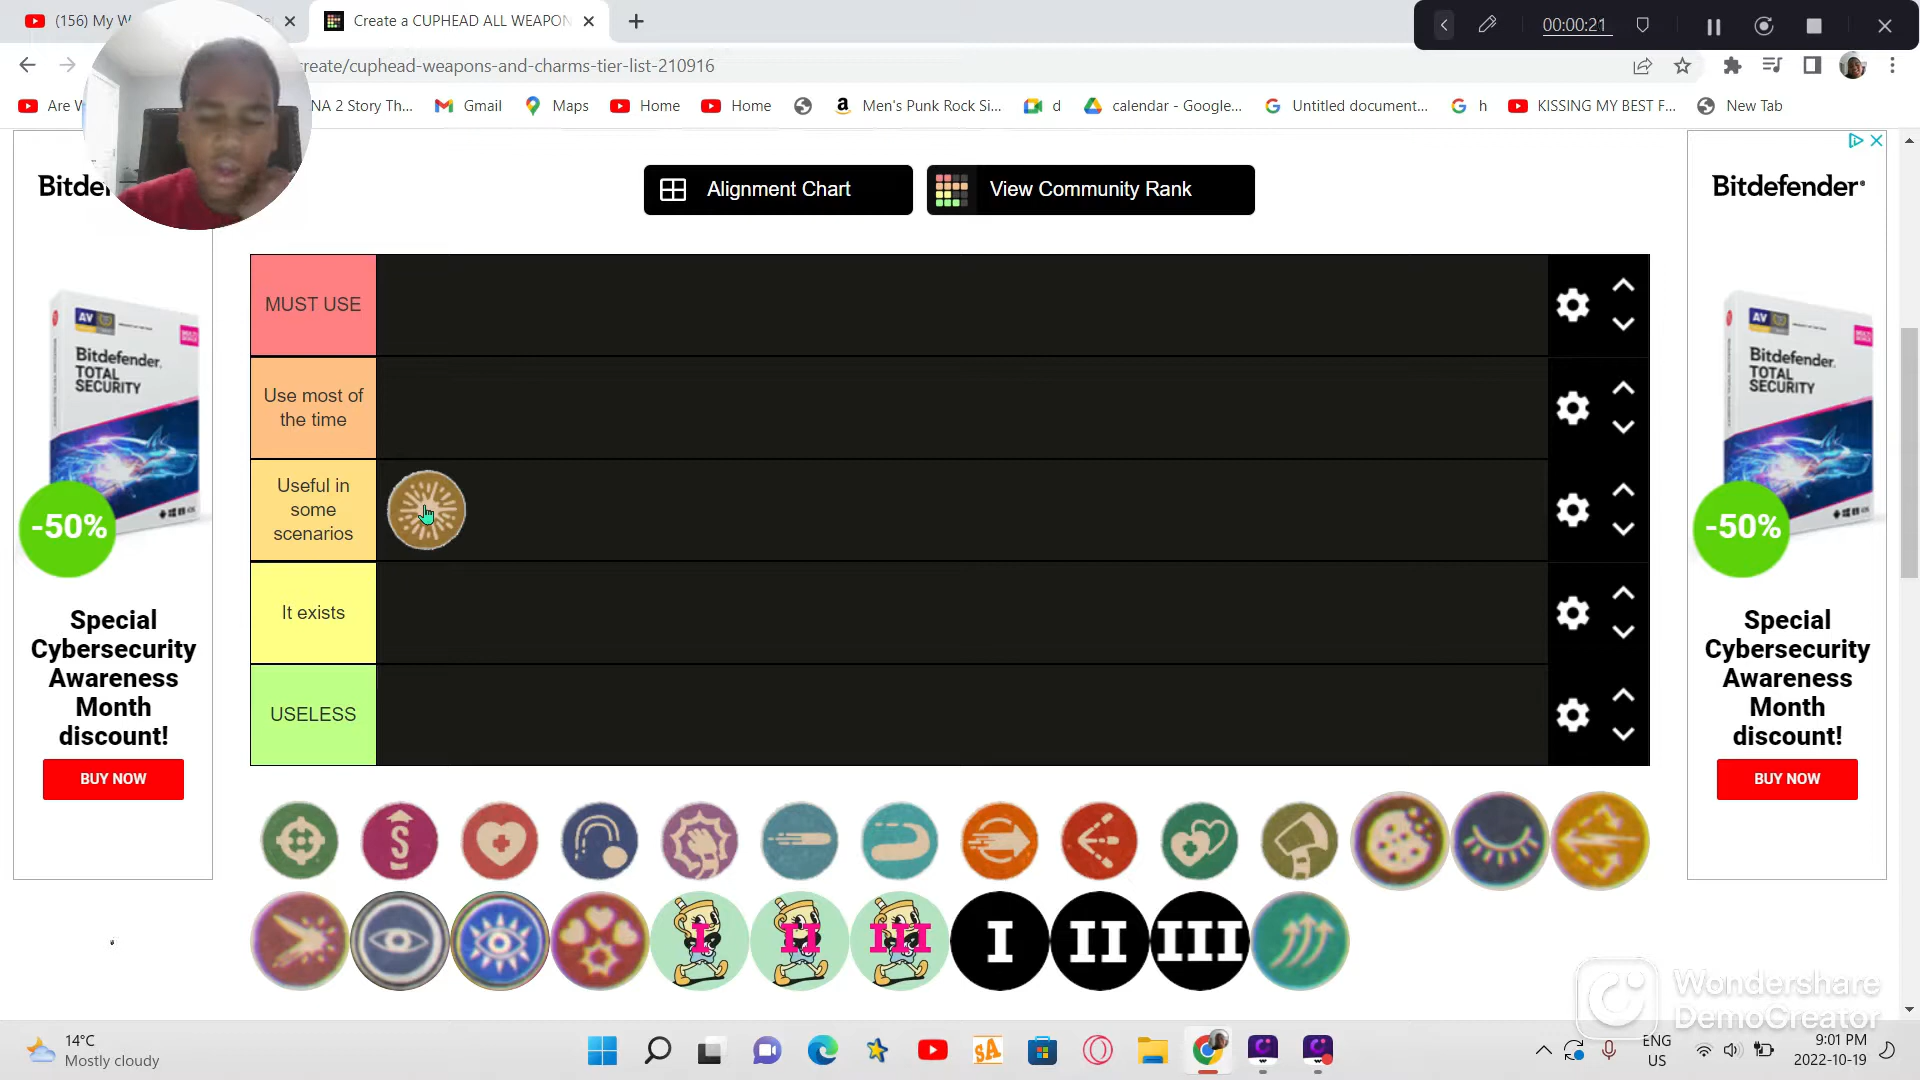 (156) My W
Create a CUPHEAD ALL WEAPON
00:00:21
reate/cuphead-weapons-and-charms-tier-list-210916
Are W
NA 2 Story Th...
Gmail
Maps
Home
Home
Men's Punk Rock Si...
d
calendar - Google...
Untitled document...
h
KISSING MY BEST F...
New Tab
Alignment Chart
View Community Rank
Bitde
AV
Bitdefender.
TOTAL
SECURITY
-50%
Special
Cybersecurity
Awareness
Month
discount!
BUY NOW
MUST USE
Use most of
the time
Useful in
some
scenarios
It exists
USELESS
S
I
II
III
I
II
III
Bitdefender®
AV
Bitdefender.
TOTAL
SECURITY
-50%
Special
Cybersecurity
Awareness
Month
discount!
BUY NOW
Wondershare
DemoCreator
14°C
Mostly cloudy
SA
ENG
US
9:01 PM
2022-10-19